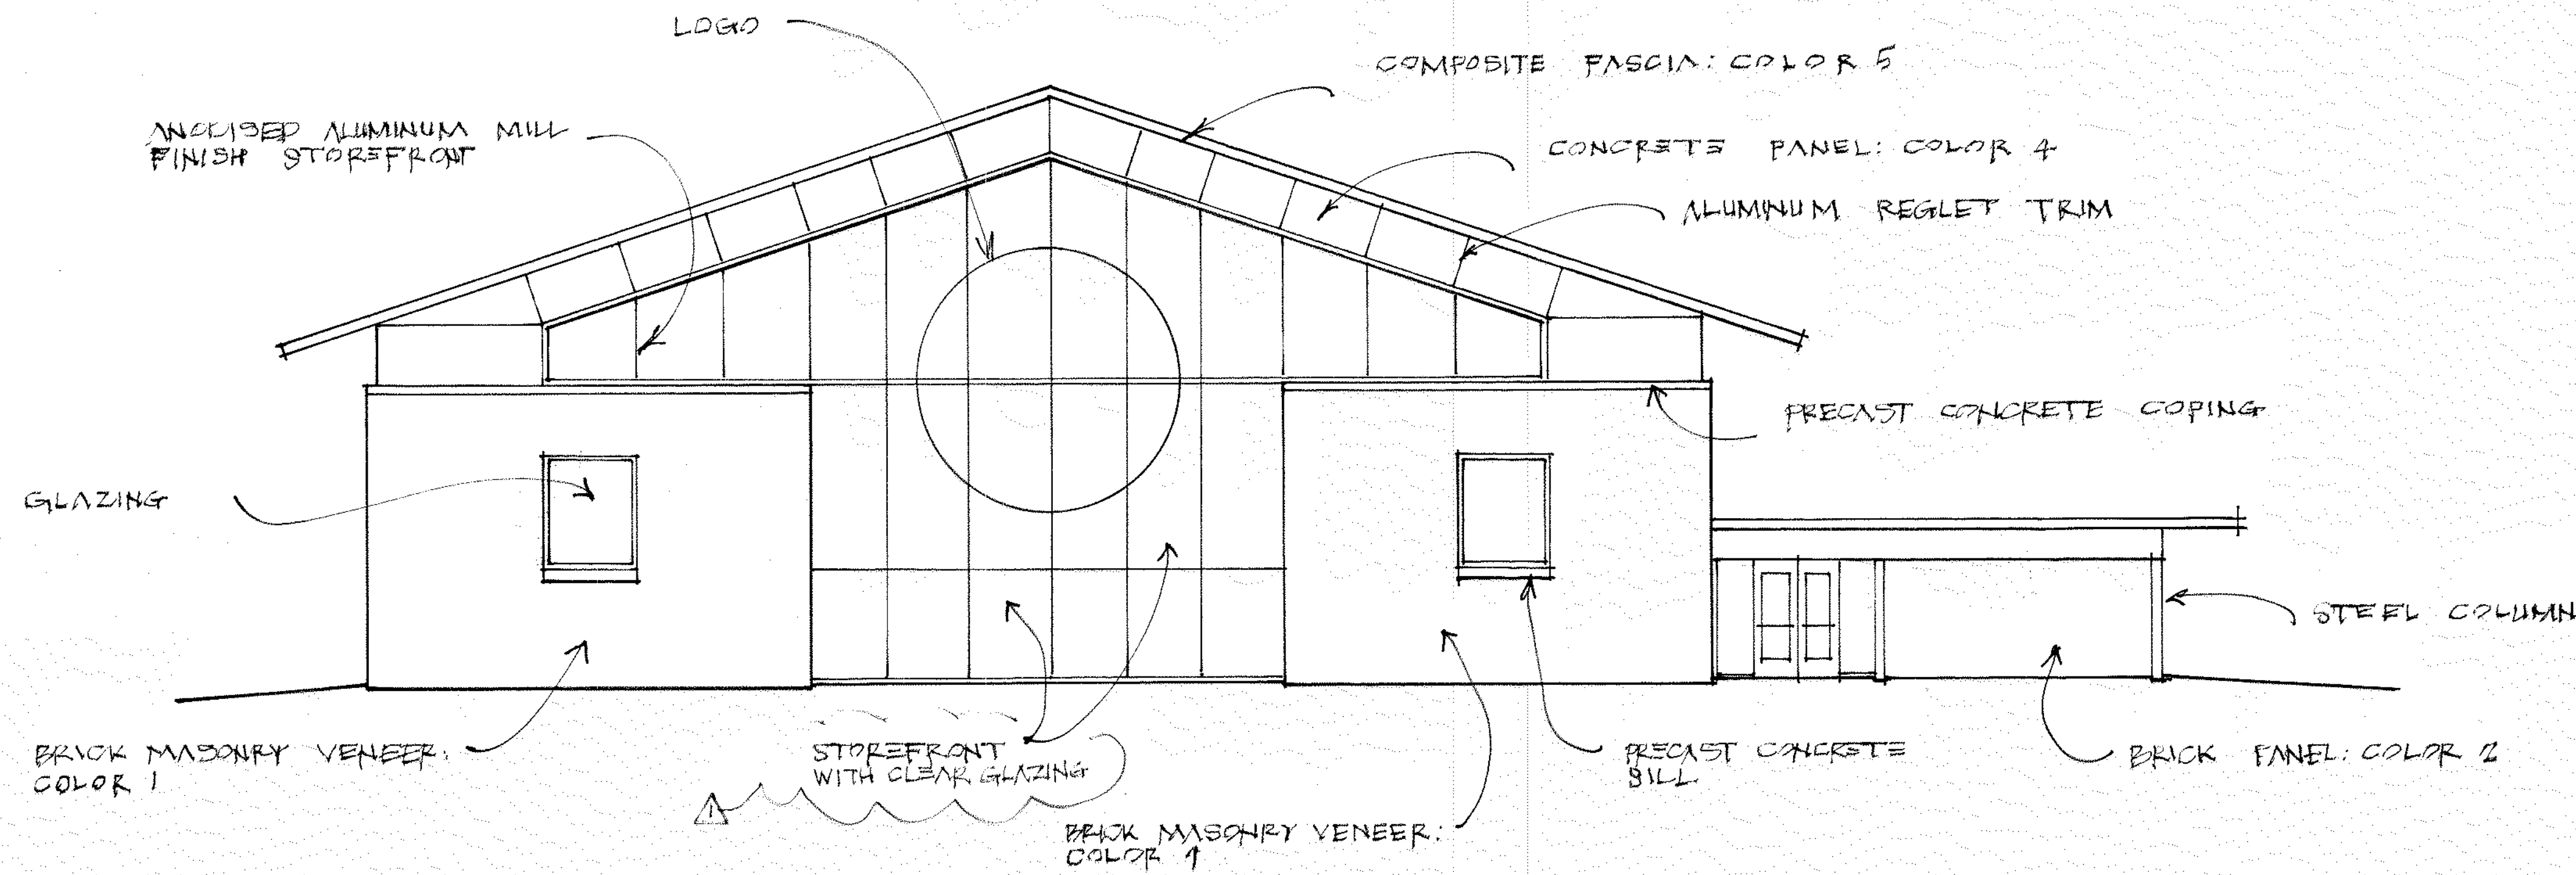 LOGO
COMPOSITE FASCIA: COLOR 5
ANODISED ALUMINUM MILL
FINISH STOREFRONT
CONCRETE PANEL: COLOR 4
ALUMINUM REGLET TRIM
PRECAST CONCRETE COPING
GLAZING
STEEL COLUMN
BRICK MASONRY VENEER:
COLOR 1
STOREFRONT
WITH CLEAR GLAZING
1
PRECAST CONCRETE
SILL
BRICK PANEL: COLOR 2
BRICK MASONRY VENEER:
COLOR 1